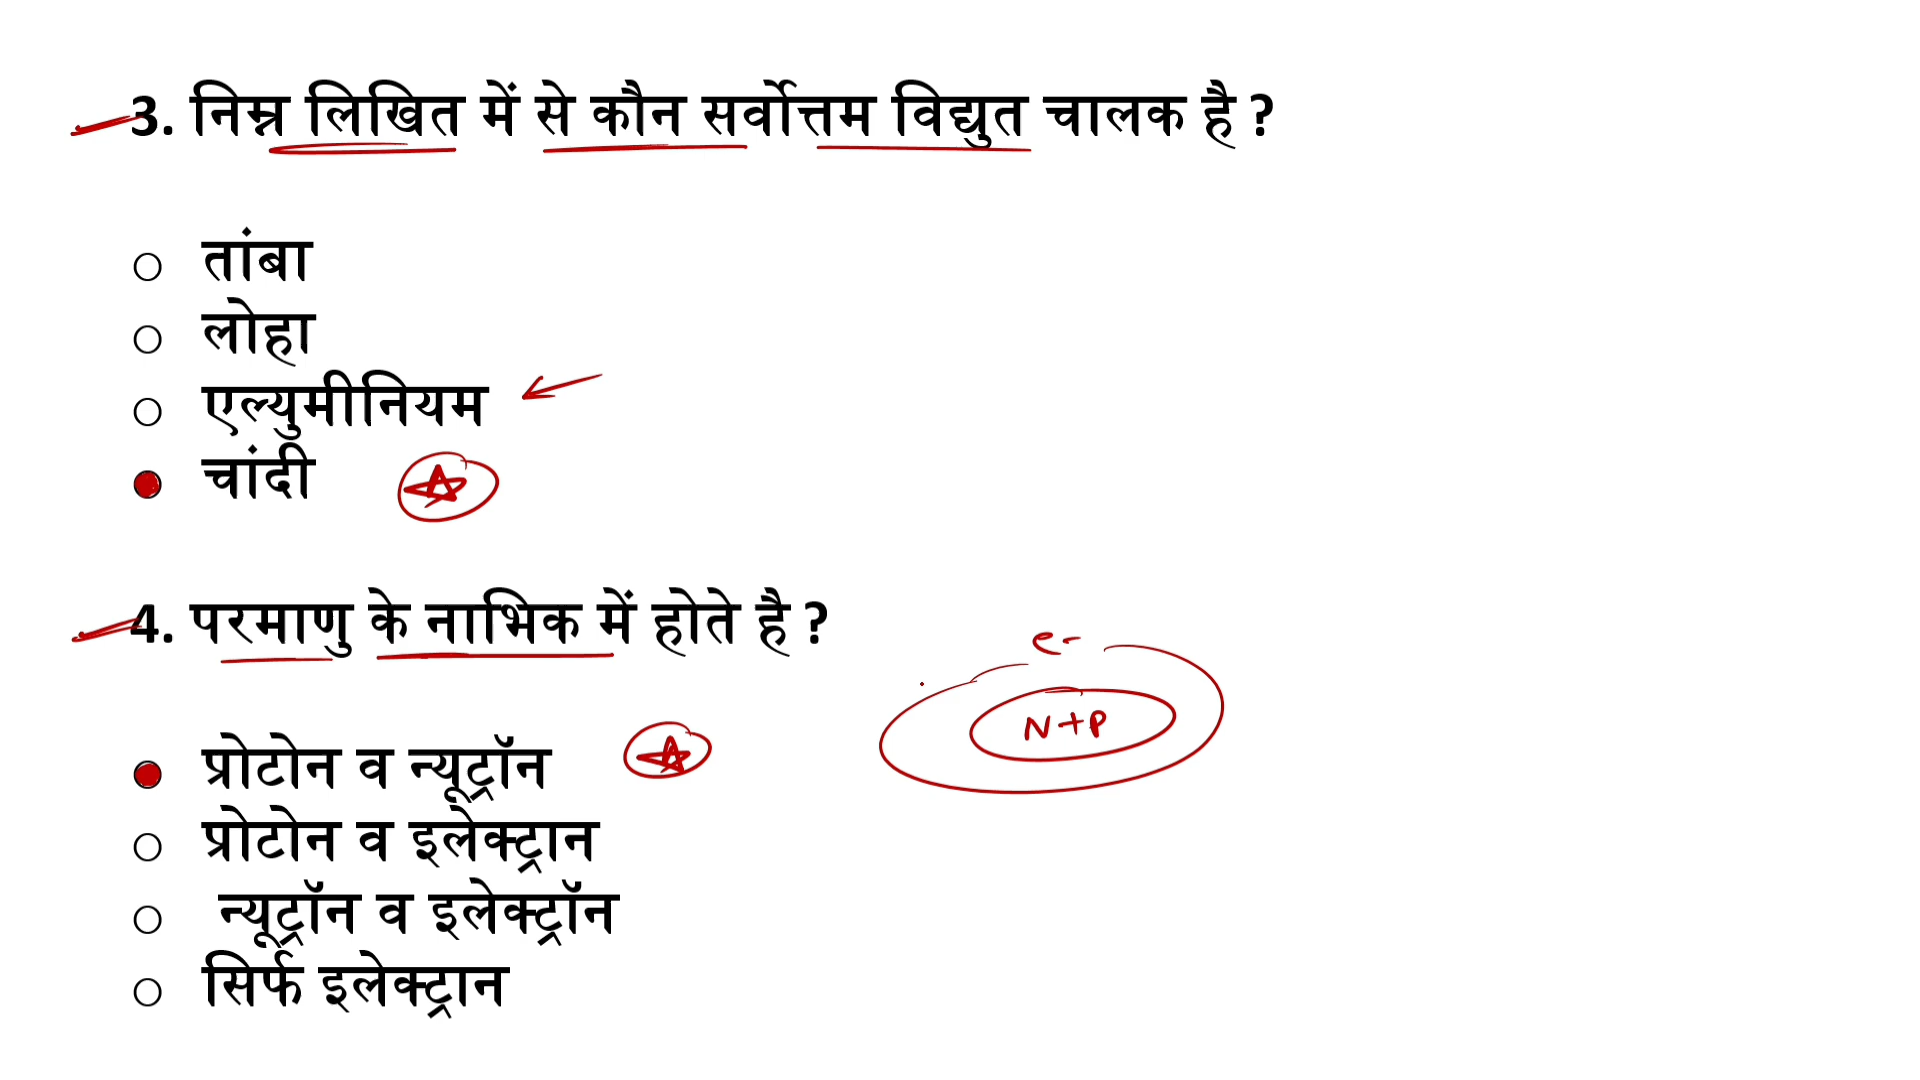 3. निम्न लिखित में से कौन सर्वोत्तम विद्युत चालक है ?
तांबा
लोहा
एल्युमीनियम
चांदी
4. परमाणु के नाभिक में होते है ?
e-
N+P
प्रोटोन व न्यूट्रॉन
प्रोटोन व इलेक्ट्रान
न्यूट्रॉन व इलेक्ट्रॉन
सिर्फ इलेक्ट्रान